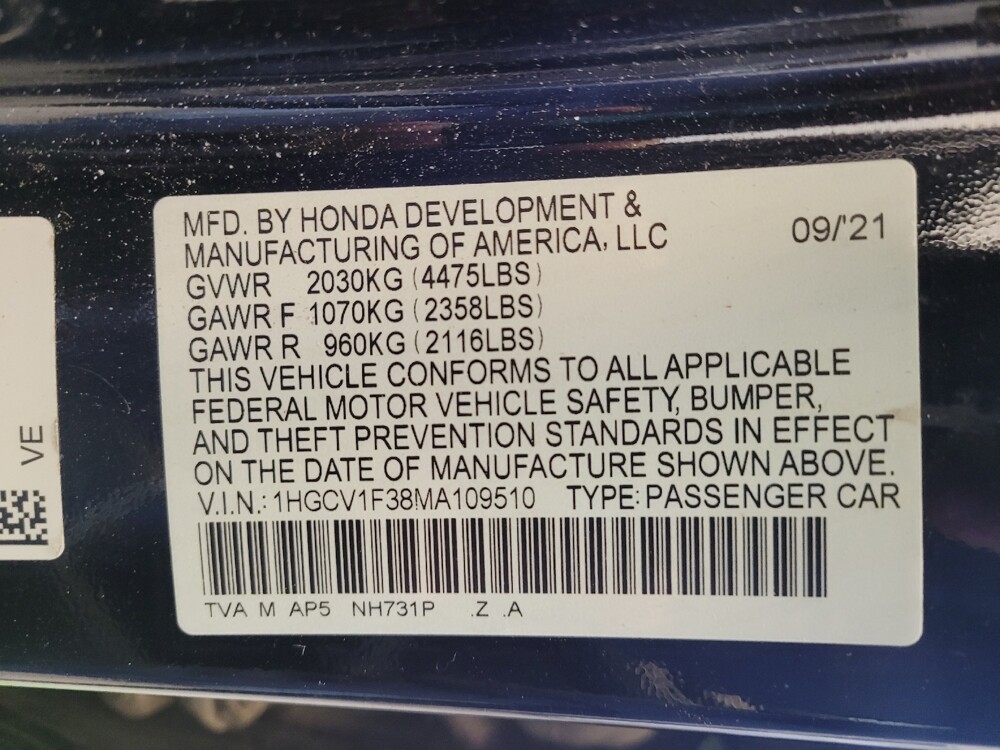 MFD. BY HONDA DEVELOPMENT &
MANUFACTURING OF AMERICA, LLC 09/'21
GVWR 2030KG (4475LBS)
GAWR F 1070KG (2358LBS)
GAWR R 960KG (2116LBS)
THIS VEHICLE CONFORMS TO ALL APPLICABLE
FEDERAL MOTOR VEHICLE SAFETY, BUMPER,
AND THEFT PREVENTION STANDARDS IN EFFECT
ON THE DATE OF MANUFACTURE SHOWN ABOVE.
V.I.N.: 1HGCV1F38MA109510 TYPE: PASSENGER CAR
TVA M AP5 NH731P .Z .A
VE